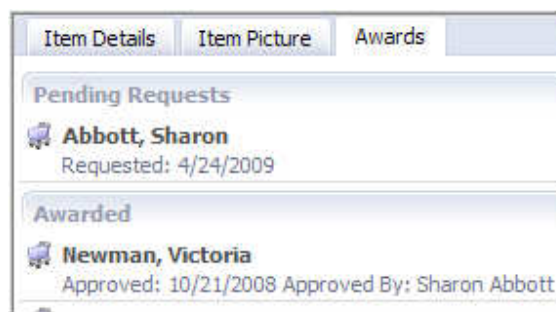 Item Details Item Picture Awards
Pending Requests
Abbott, Sharon
Requested: 4/24/2009
Awarded
Newman, Victoria
Approved: 10/21/2008 Approved By: Sharon Abbott